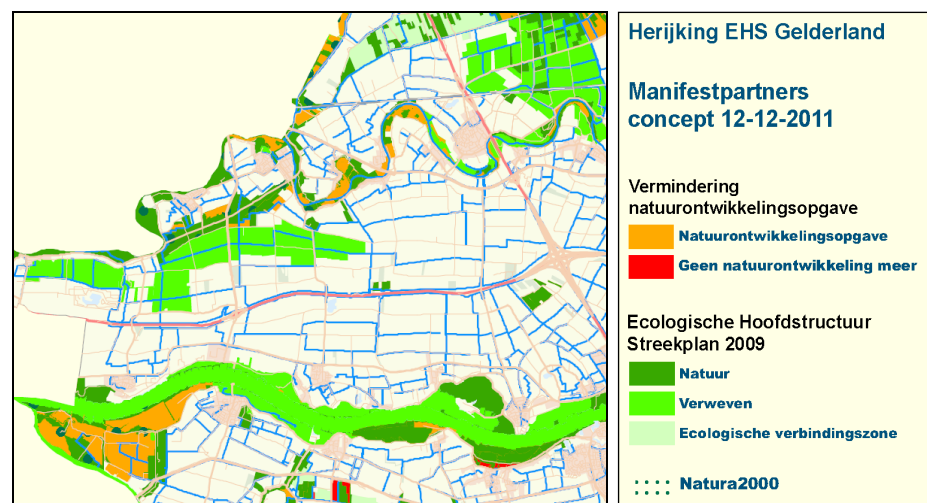 Herijking EHS Gelderland
Manifestpartners
concept 12-12-2011
Vermindering
natuurontwikkelingsopgave
Natuurontwikkelingsopgave
Geen natuurontwikkeling meer
Ecologische Hoofdstructuur
Streekplan 2009
Natuur
Verweven
Ecologische verbindingszone
Natura2000